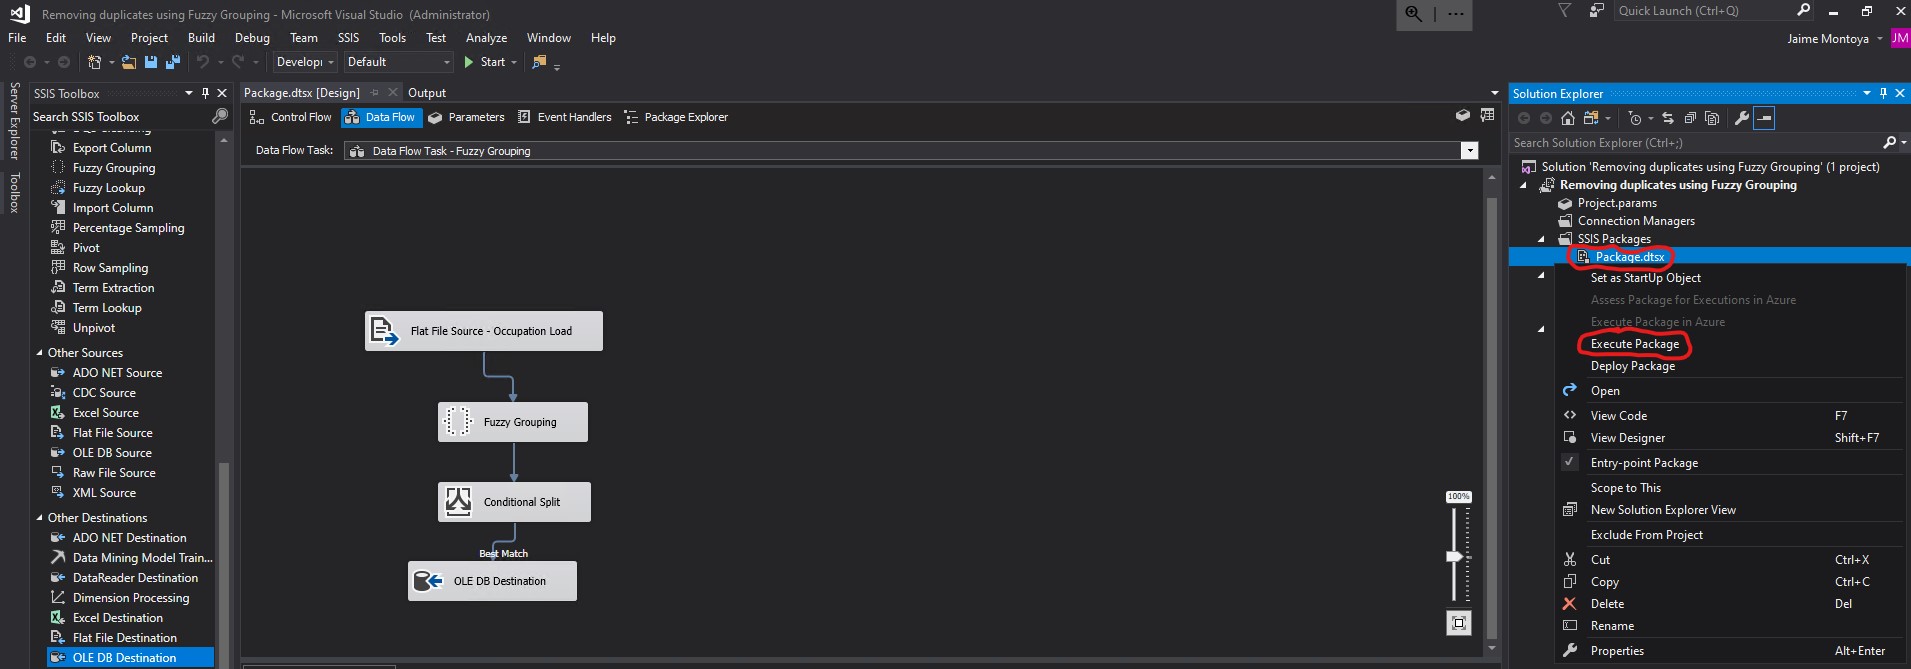 Removing duplicates using Fuzzy Grouping - Microsoft Visual Studio (Administrator)
Quick Launch (Ctrl+Q)
File Edit View Project Build Debug Team SSIS Tools Test Analyze Window Help
Jaime Montoya JM
Develop Default Start
Server Explorer
Toolbox
SSIS Toolbox
Search SSIS Toolbox
Export Column
Fuzzy Grouping
Fuzzy Lookup
Import Column
Percentage Sampling
Pivot
Row Sampling
Term Extraction
Term Lookup
Unpivot
Other Sources
ADO NET Source
CDC Source
Excel Source
Flat File Source
OLE DB Source
Raw File Source
XML Source
Other Destinations
ADO NET Destination
Data Mining Model Train...
DataReader Destination
Dimension Processing
Excel Destination
Flat File Destination
OLE DB Destination
Package.dtsx [Design] Output
Control Flow Data Flow Parameters Event Handlers Package Explorer
Data Flow Task: Data Flow Task - Fuzzy Grouping
Flat File Source - Occupation Load
Fuzzy Grouping
Conditional Split
Best Match
OLE DB Destination
100%
Solution Explorer
Search Solution Explorer (Ctrl+;)
Solution 'Removing duplicates using Fuzzy Grouping' (1 project)
Removing duplicates using Fuzzy Grouping
Project.params
Connection Managers
SSIS Packages
Package.dtsx
Set as StartUp Object
Assess Package for Executions in Azure
Execute Package in Azure
Execute Package
Deploy Package
Open
View Code F7
View Designer Shift+F7
Entry-point Package
Scope to This
New Solution Explorer View
Exclude From Project
Cut Ctrl+X
Copy Ctrl+C
Delete Del
Rename
Properties Alt+Enter